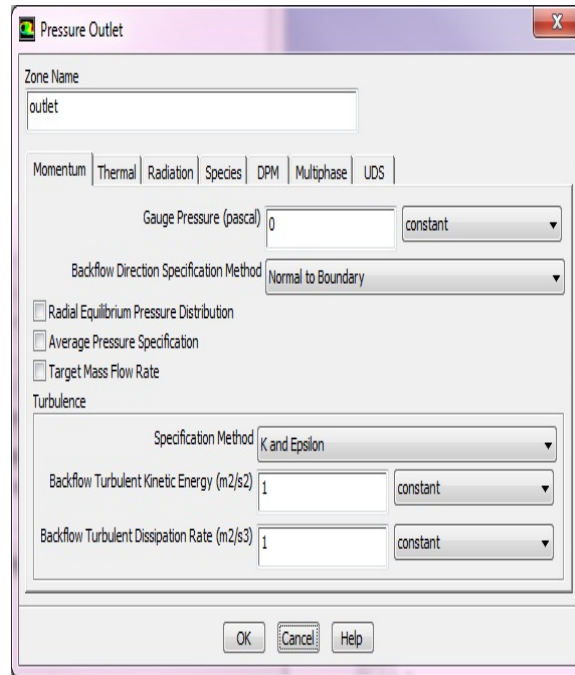 Pressure Outlet
X
Zone Name
outlet
Momentum Thermal Radiation Species DPM Multiphase UDS
Gauge Pressure (pascal) 0 constant
Backflow Direction Specification Method Normal to Boundary
Radial Equilibrium Pressure Distribution
Average Pressure Specification
Target Mass Flow Rate
Turbulence
Specification Method K and Epsilon
Backflow Turbulent Kinetic Energy (m2/s2) 1 constant
Backflow Turbulent Dissipation Rate (m2/s3) 1 constant
OK Cancel Help